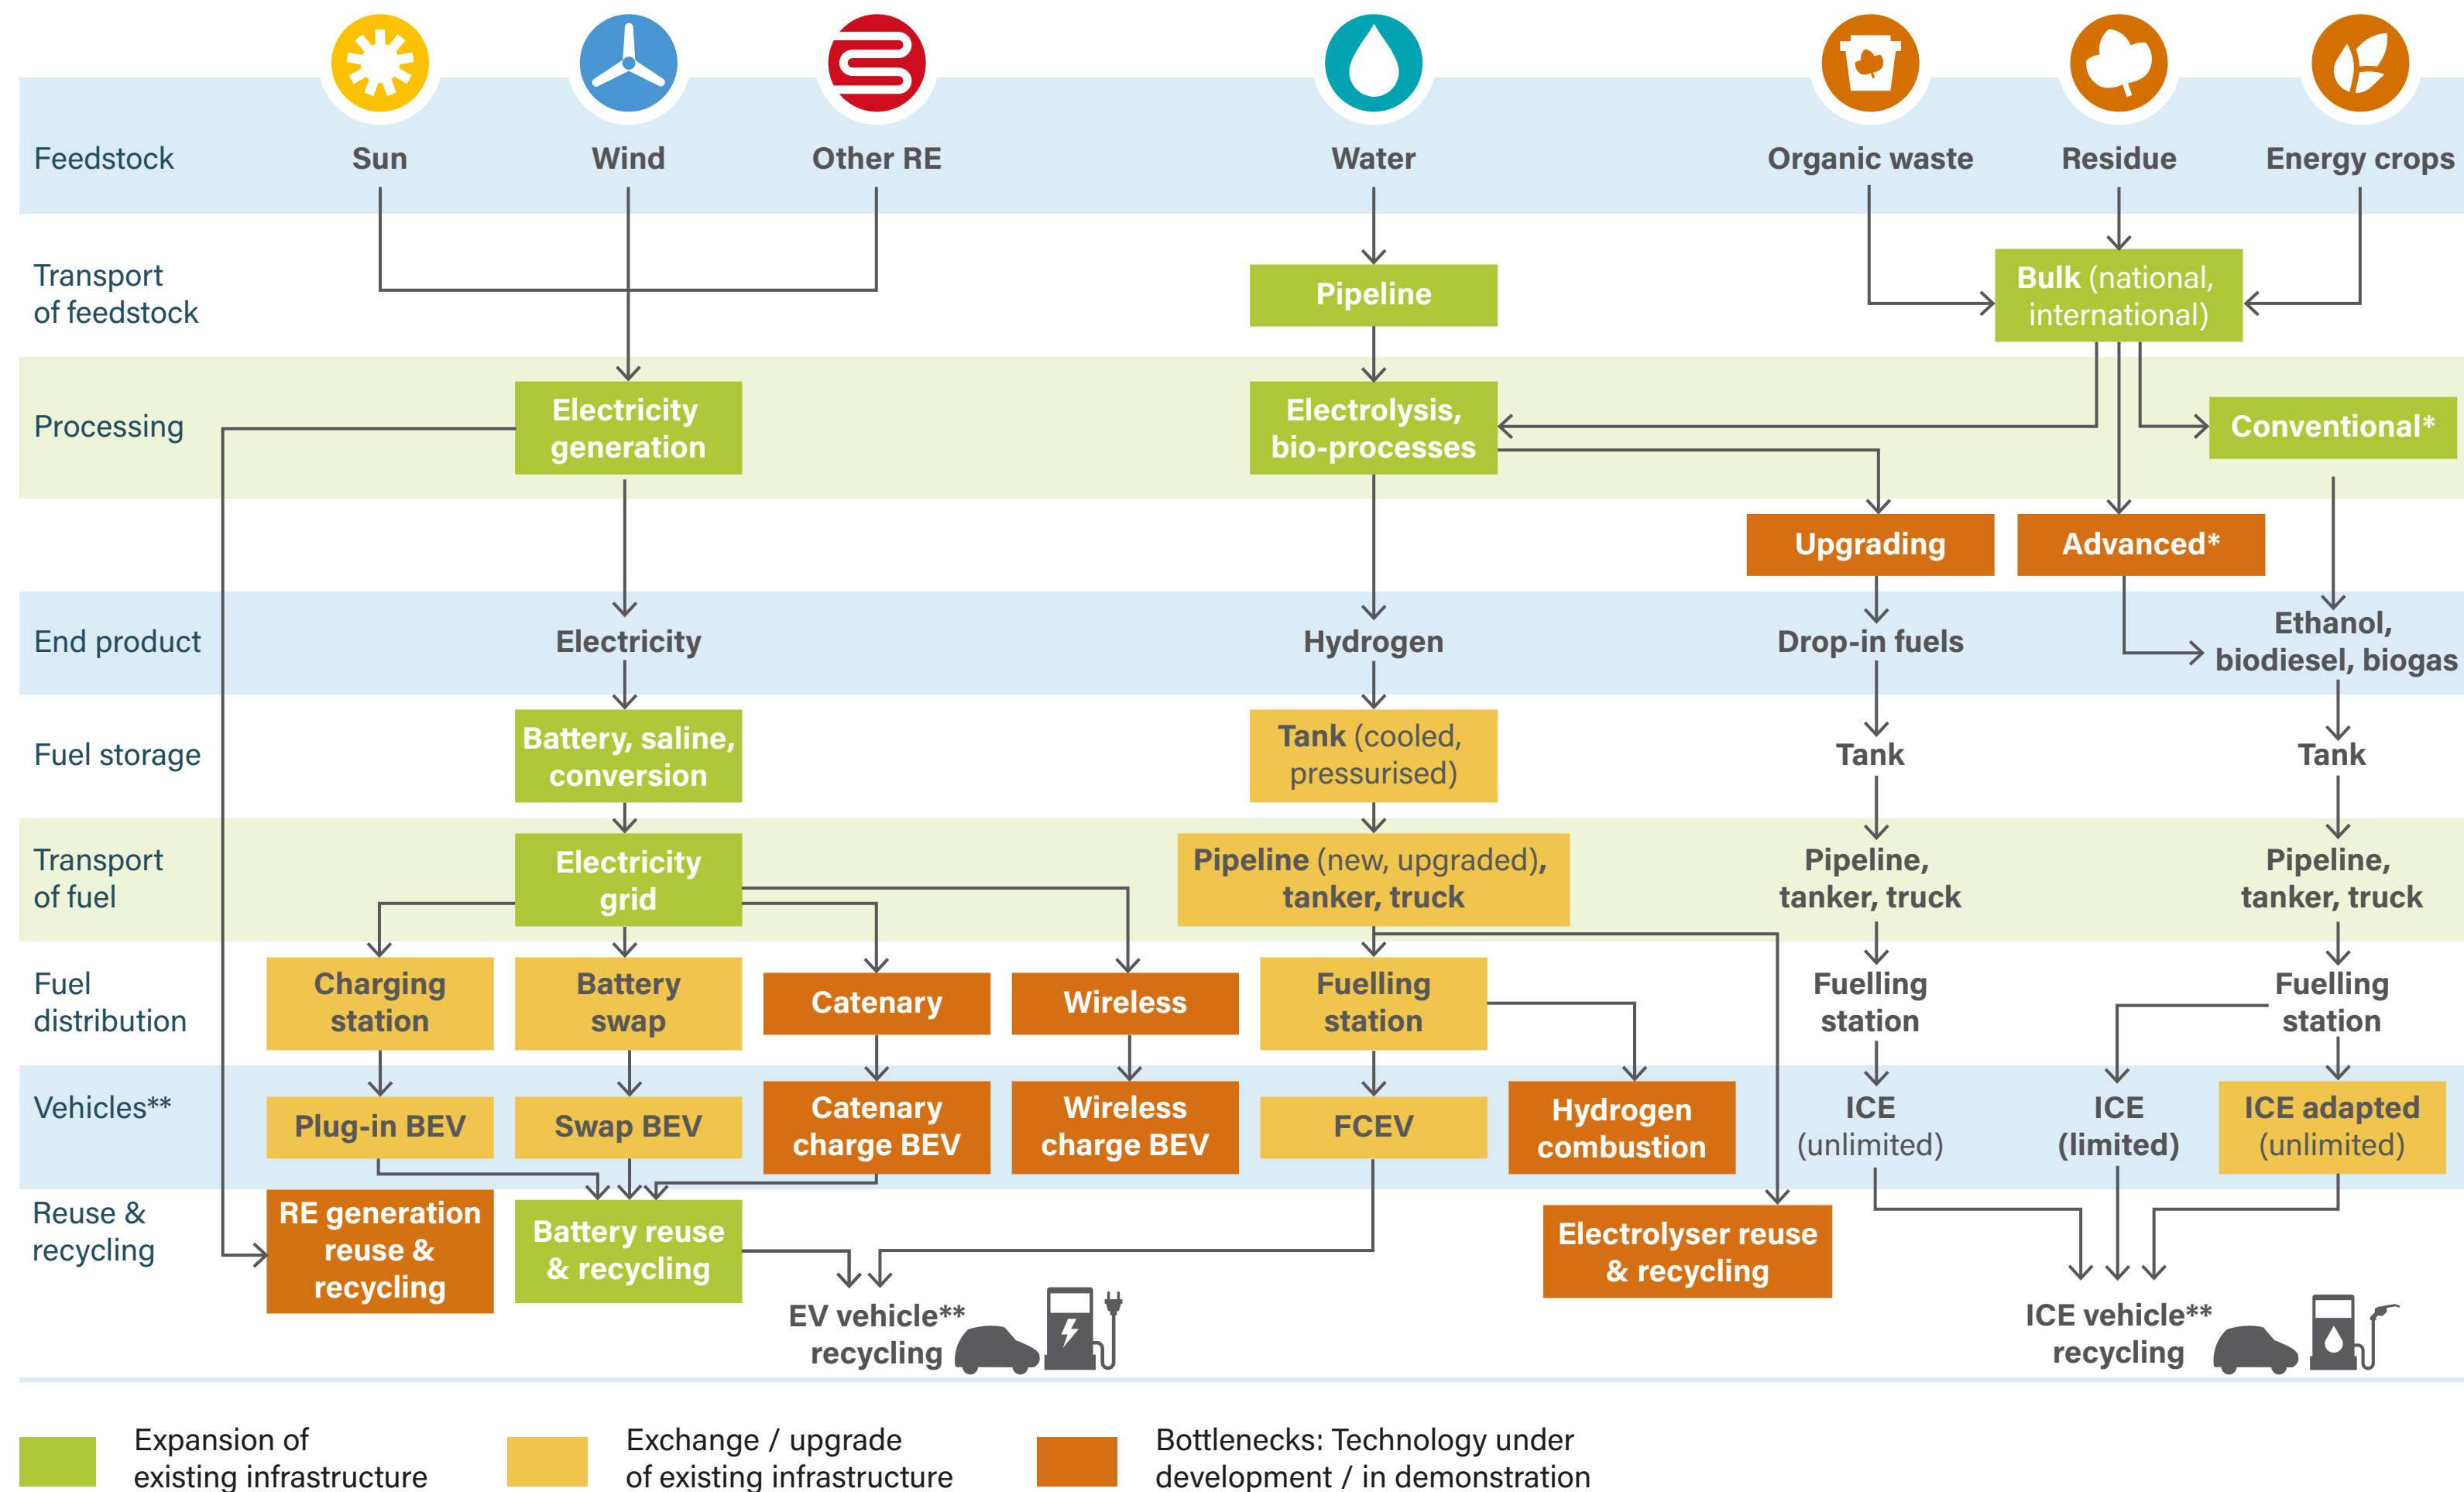 Feedstock
Sun
Wind
Other RE
Water
Organic waste
Residue
Energy crops
Transport
of feedstock
Pipeline
Bulk (national,
international)
Processing
Electricity
generation
Electrolysis,
bio-processes
Conventional*
Upgrading
Advanced*
End product
Electricity
Hydrogen
Drop-in fuels
Ethanol,
biodiesel, biogas
Fuel storage
Battery, saline,
conversion
Tank (cooled,
pressurised)
Tank
Tank
Transport
of fuel
Electricity
grid
Pipeline (new, upgraded),
tanker, truck
Pipeline,
tanker, truck
Pipeline,
tanker, truck
Fuel
distribution
Charging
station
Battery
swap
Catenary
Wireless
Fuelling
station
Fuelling
station
Fuelling
station
Vehicles**
Plug-in BEV
Swap BEV
Catenary
charge BEV
Wireless
charge BEV
FCEV
Hydrogen
combustion
ICE
(unlimited)
ICE
(limited)
ICE adapted
(unlimited)
Reuse &
recycling
RE generation
reuse &
recycling
Battery reuse
& recycling
Electrolyser reuse
& recycling
EV vehicle**
recycling
ICE vehicle**
recycling
Expansion of
existing infrastructure
Exchange / upgrade
of existing infrastructure
Bottlenecks: Technology under
development / in demonstration